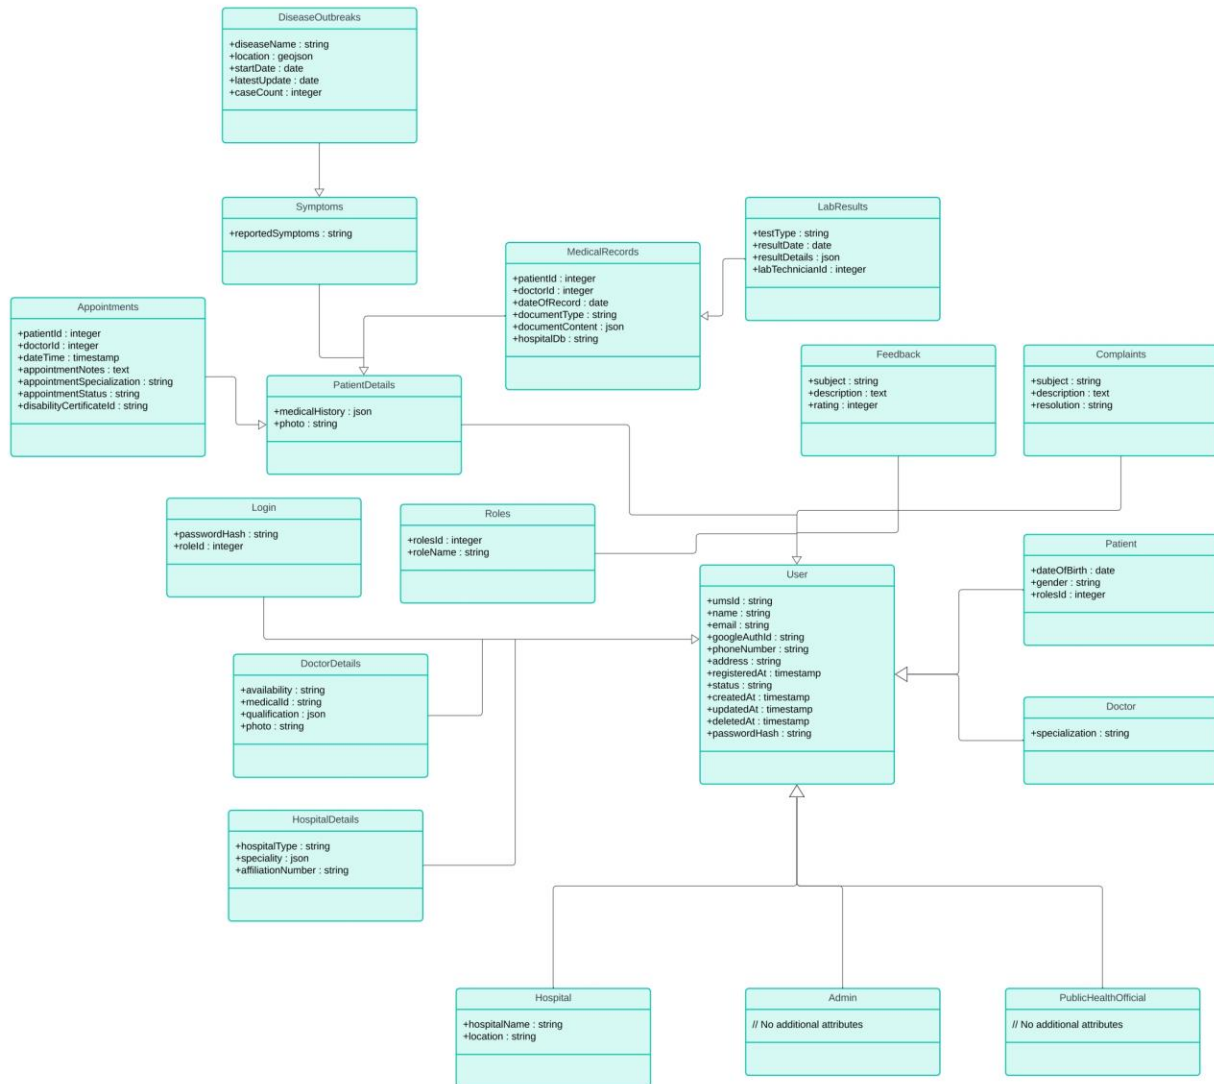 DiseaseOutbreaks
+diseaseName : string
+location : geojson
+startDate : date
+latestUpdate : date
+caseCount : integer
Symptoms
+reportedSymptoms : string
LabResults
+testType : string
+resultDate : date
+resultDetails : json
+labTechnicianId : integer
MedicalRecords
+patientId : integer
+doctorId : integer
+dateOfRecord : date
+documentType : string
+documentContent : json
+hospitalDb : string
Appointments
+patientId : integer
+doctorId : integer
+dateTime : timestamp
+appointmentNotes : text
+appointmentSpecialization : string
+appointmentStatus : string
+disabilityCertificateId : string
PatientDetails
+medicalHistory : json
+photo : string
Feedback
+subject : string
+description : text
+rating : integer
Complaints
+subject : string
+description : text
+resolution : string
Login
+passwordHash : string
+roleId : integer
Roles
+rolesId : integer
+roleName : string
User
+umsId : string
+name : string
+email : string
+googleAuthId : string
+phoneNumber : string
+address : string
+registeredAt : timestamp
+status : string
+createdAt : timestamp
+updatedAt : timestamp
+deletedAt : timestamp
+passwordHash : string
Patient
+dateOfBirth : date
+gender : string
+rolesId : integer
DoctorDetails
+availability : string
+medicalId : string
+qualification : json
+photo : string
Doctor
+specialization : string
HospitalDetails
+hospitalType : string
+speciality : json
+affiliationNumber : string
Hospital
+hospitalName : string
+location : string
Admin
// No additional attributes
PublicHealthOfficial
// No additional attributes